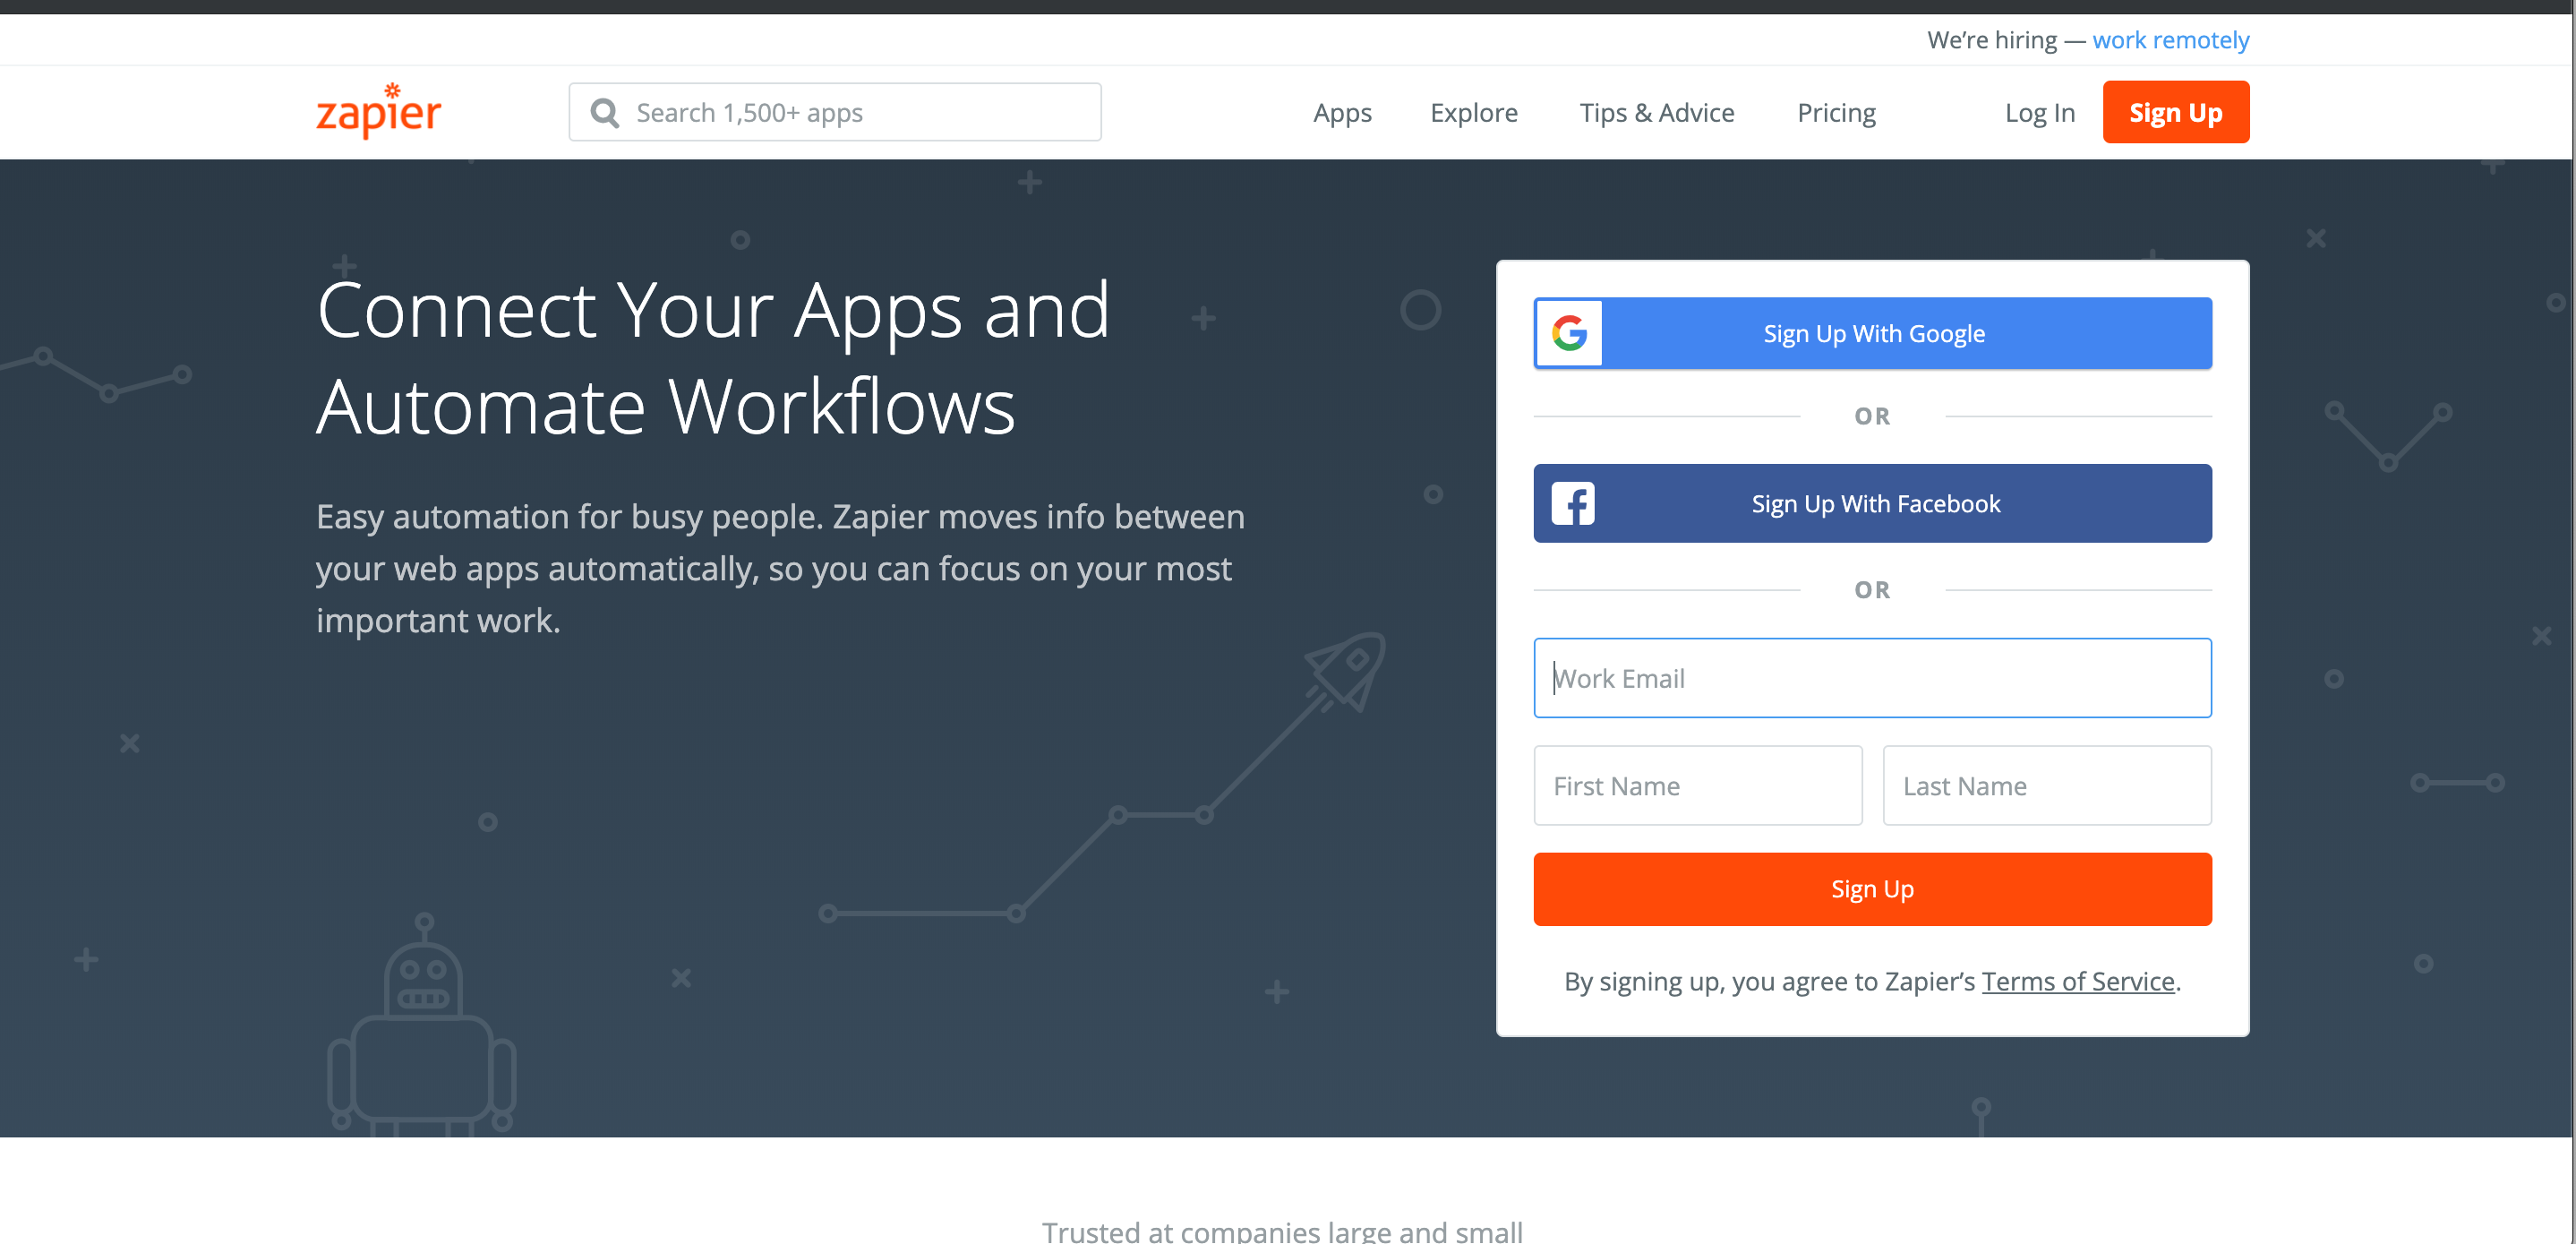 We're hiring — work remotely
zapier
Search 1,500+ apps
Apps
Explore
Tips & Advice
Pricing
Log In
Sign Up
Connect Your Apps and
Automate Workflows
Easy automation for busy people. Zapier moves info between
your web apps automatically, so you can focus on your most
important work.
Sign Up With Google
OR
Sign Up With Facebook
OR
Work Email
First Name
Last Name
Sign Up
By signing up, you agree to Zapier's Terms of Service.
Trusted at companies large and small